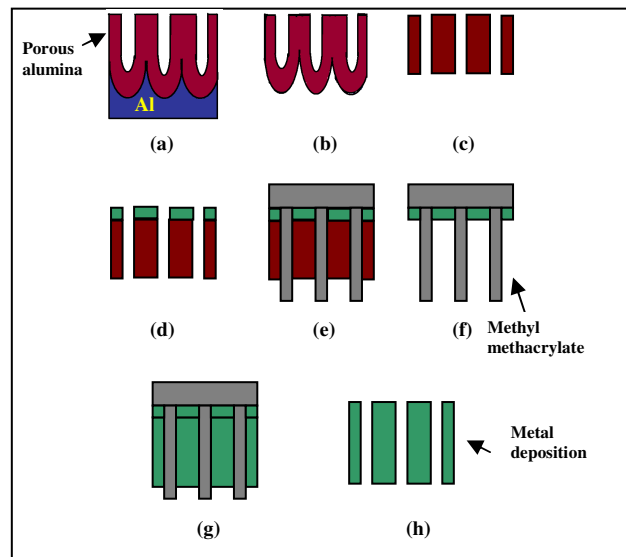 Porous
alumina
Al
(a)
(b)
(c)
(d)
(e)
(f)
Methyl
methacrylate
(g)
(h)
Metal
deposition